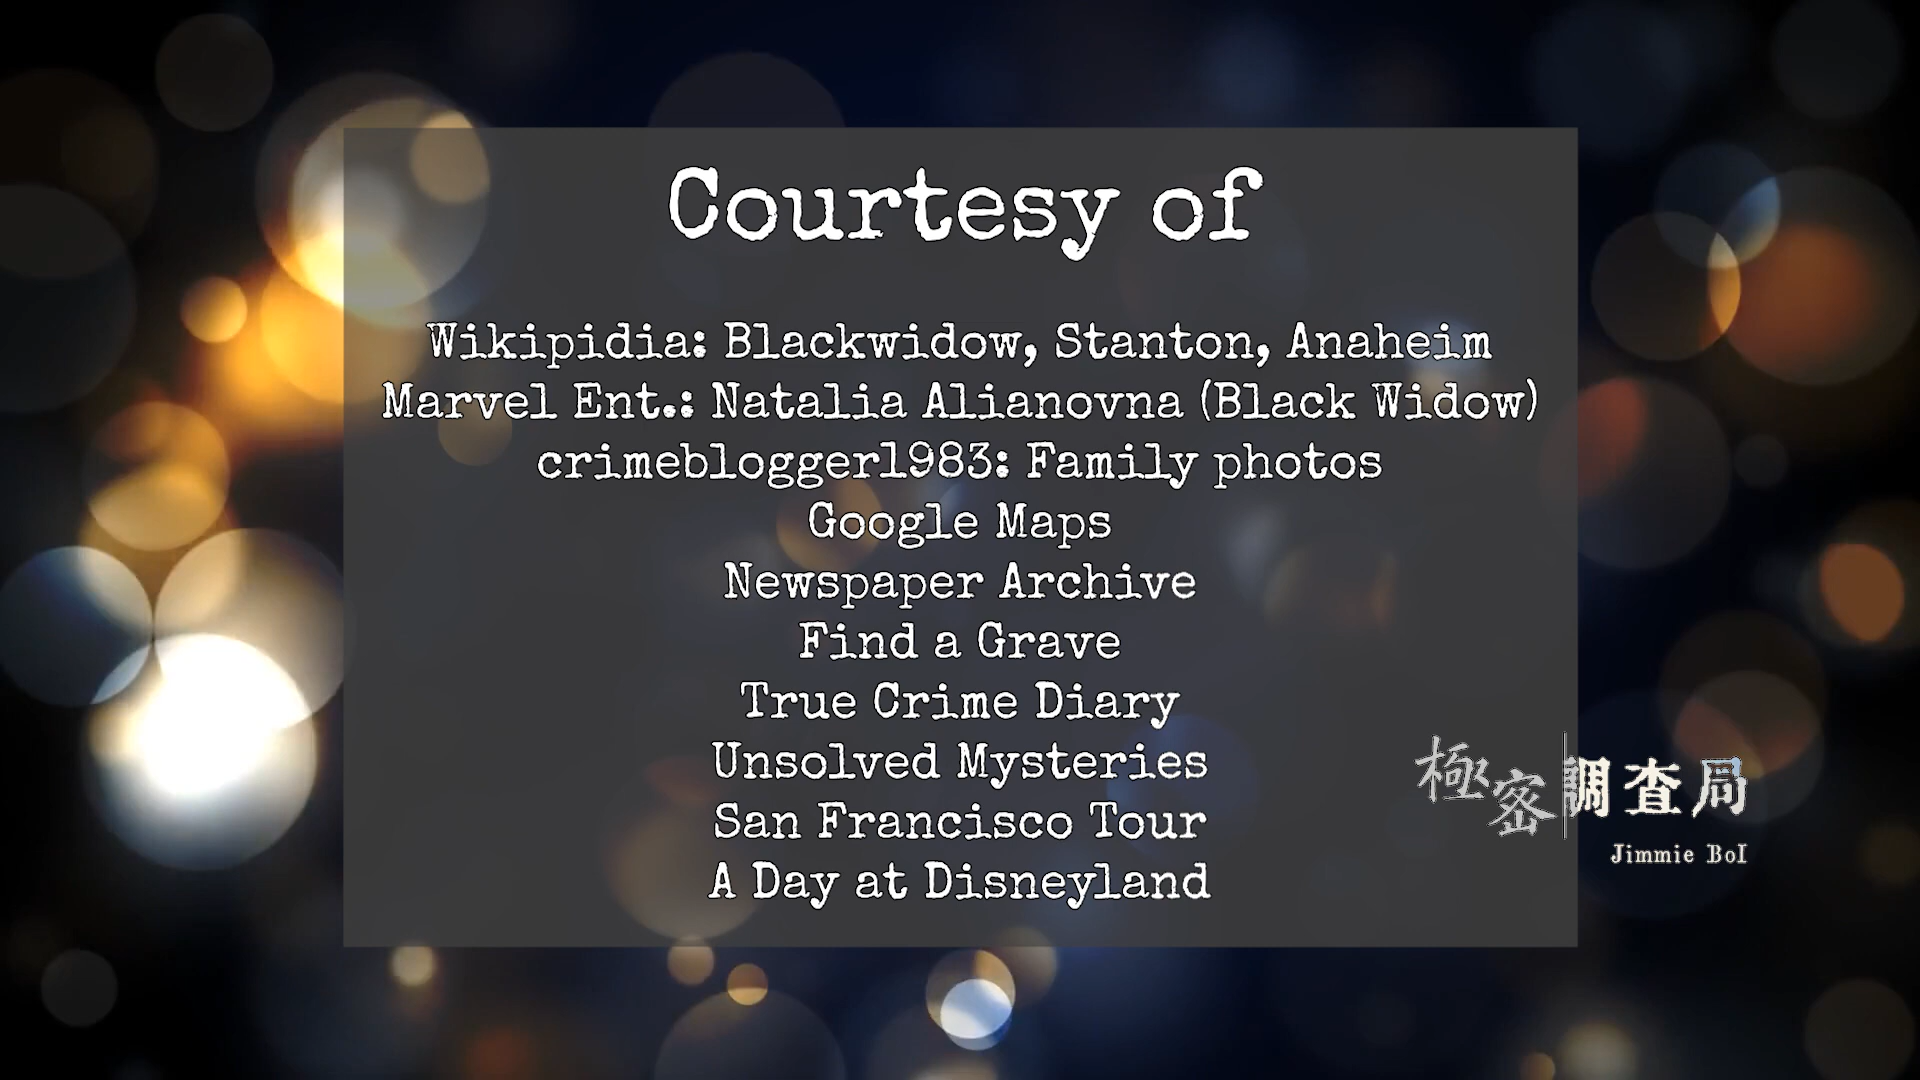 Courtesy of
Wikipidia: Blackwidow, Stanton, Anaheim
Marvel Ent.: Natalia Alianovna (Black Widow)
crimeblogger1983: Family photos
Google Maps
Newspaper Archive
Find a Grave
True Crime Diary
Unsolved Mysteries
San Francisco Tour
A Day at Disneyland
極密調查局
Jimmie BoI